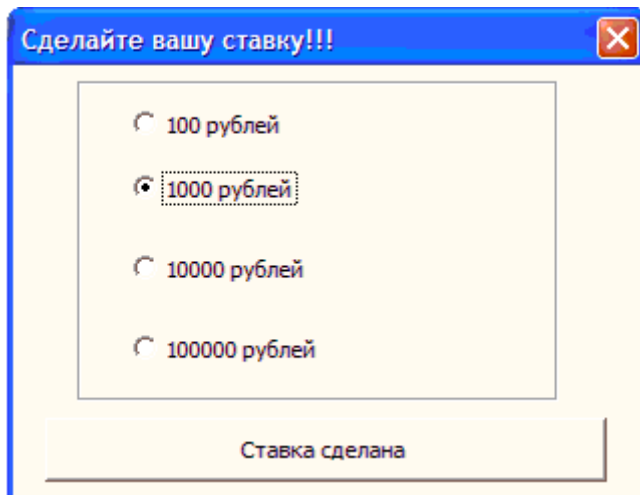 Сделайте вашу ставку!!!
100 рублей
1000 рублей
10000 рублей
100000 рублей
Ставка сделана